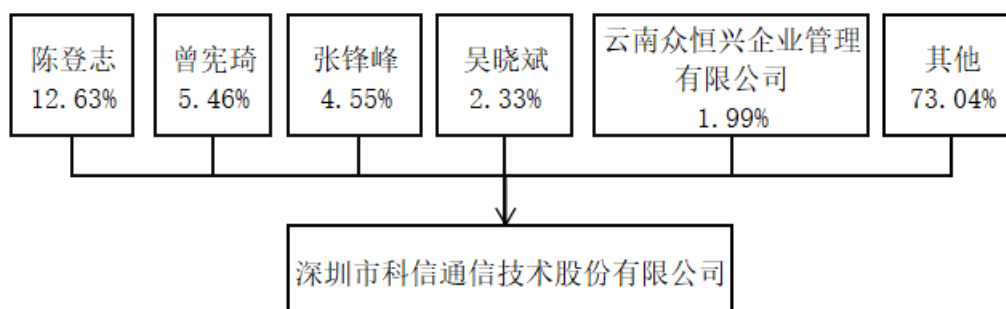 陈登志
12.63%
曾宪琦
5.46%
张锋峰
4.55%
吴晓斌
2.33%
云南众恒兴企业管理
有限公司
1.99%
其他
73.04%
深圳市科信通信技术股份有限公司